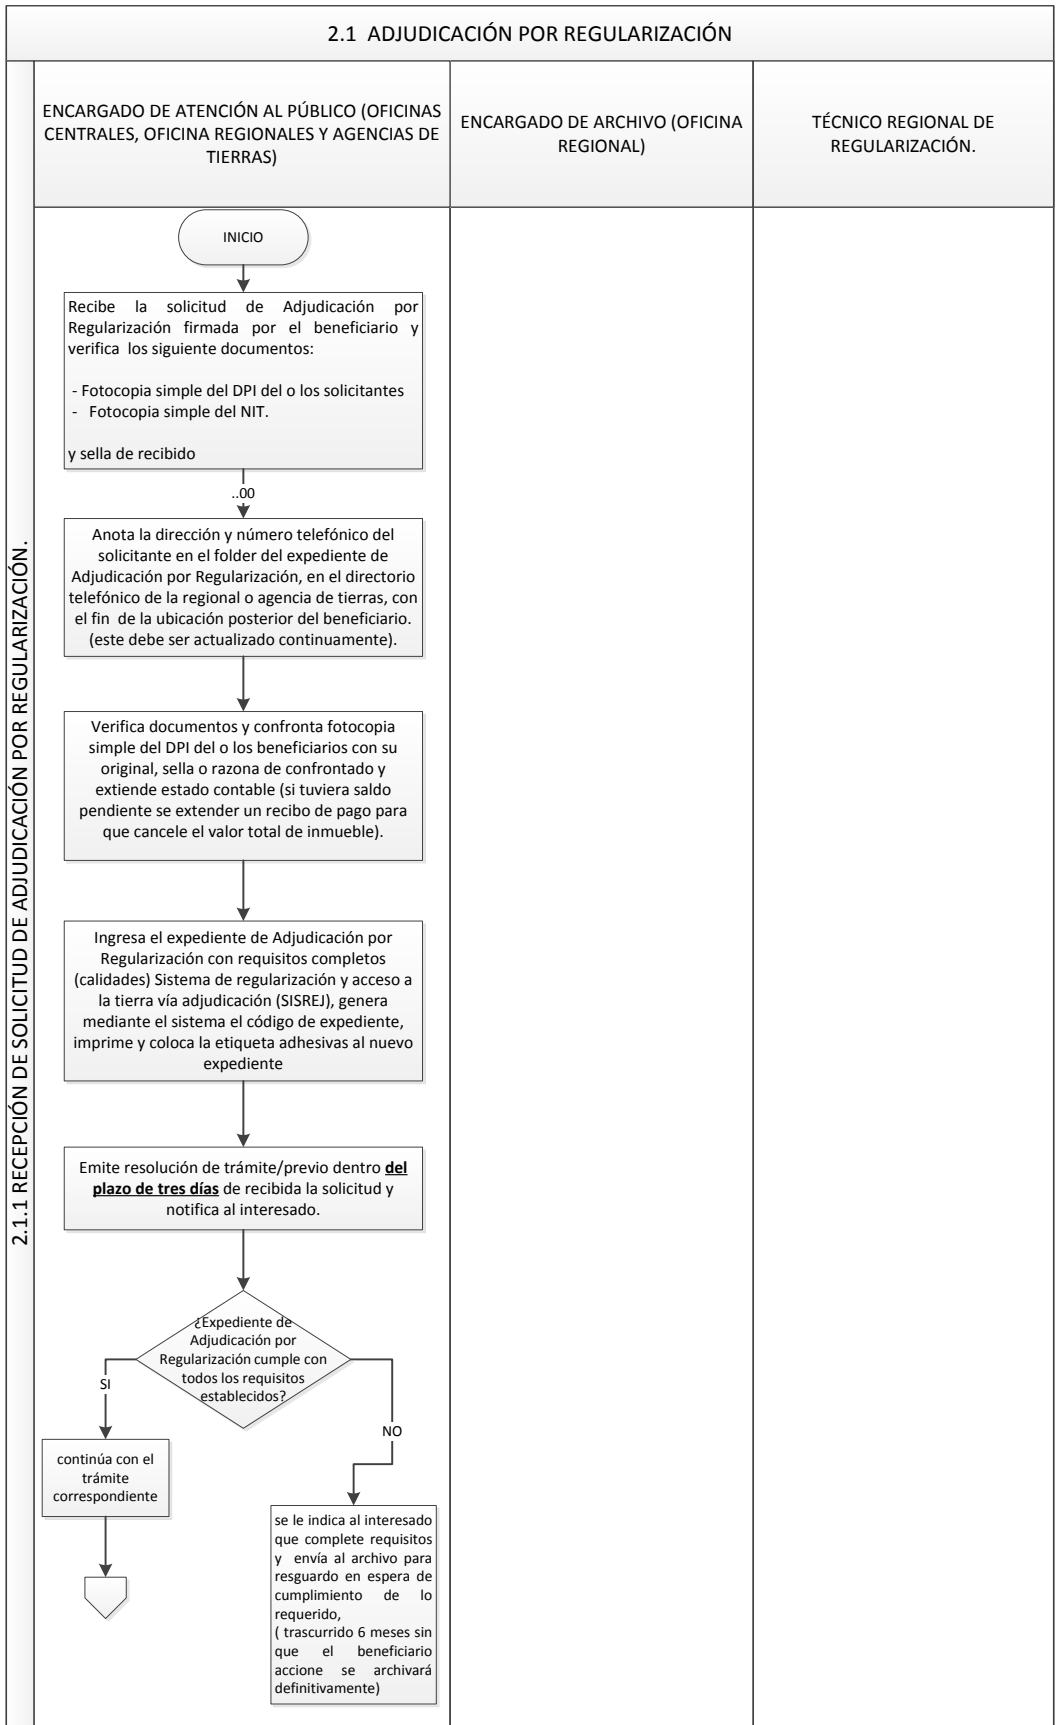 2.1 ADJUDICACIÓN POR REGULARIZACIÓN
ENCARGADO DE ATENCIÓN AL PÚBLICO (OFICINAS
CENTRALES, OFICINA REGIONALES Y AGENCIAS DE
TIERRAS)
ENCARGADO DE ARCHIVO (OFICINA
REGIONAL)
TÉCNICO REGIONAL DE
REGULARIZACIÓN.
2.1.1 RECEPCIÓN DE SOLICITUD DE ADJUDICACIÓN POR REGULARIZACIÓN.
INICIO
Recibe la solicitud de Adjudicación por
Regularización firmada por el beneficiario y
verifica los siguiente documentos:
- Fotocopia simple del DPI del o los solicitantes
- Fotocopia simple del NIT.
y sella de recibido
..00
Anota la dirección y número telefónico del
solicitante en el folder del expediente de
Adjudicación por Regularización, en el directorio
telefónico de la regional o agencia de tierras, con
el fin de la ubicación posterior del beneficiario.
(este debe ser actualizado continuamente).
Verifica documentos y confronta fotocopia
simple del DPI del o los beneficiarios con su
original, sella o razona de confrontado y
extiende estado contable (si tuviera saldo
pendiente se extender un recibo de pago para
que cancele el valor total de inmueble).
Ingresa el expediente de Adjudicación por
Regularización con requisitos completos
(calidades) Sistema de regularización y acceso a
la tierra vía adjudicación (SISREJ), genera
mediante el sistema el código de expediente,
imprime y coloca la etiqueta adhesivas al nuevo
expediente
Emite resolución de trámite/previo dentro del
plazo de tres días de recibida la solicitud y
notifica al interesado.
¿Expediente de
Adjudicación por
Regularización cumple con
todos los requisitos
establecidos?
SI
NO
continúa con el
trámite
correspondiente
se le indica al interesado
que complete requisitos
y envía al archivo para
resguardo en espera de
cumplimiento de lo
requerido,
( trascurrido 6 meses sin
que el beneficiario
accione se archivará
definitivamente)